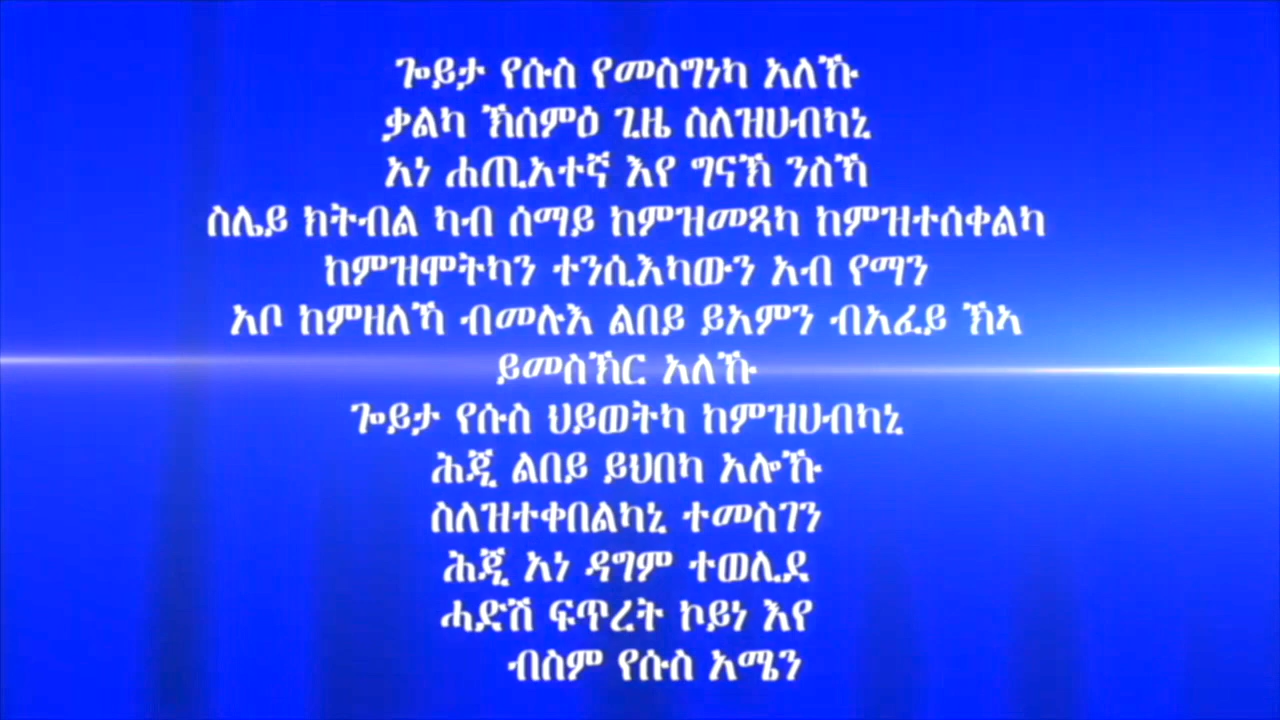 ጐይታ የሱስ የመስግነካ አለኹ
ቃልካ ኽሰምዕ ጊዜ ስለዝሀብካኒ
አነ ሐጢአተኛ እየ ግናኽ ንስኻ
ስሌይ ክትብል ካብ ሰማይ ከምዝመጻካ ከምዝተሰቀልካ
ከምዝሞትካን ተንሲእካውን አብ የማን
አቦ ከምዘለኻ ብመሉእ ልበይ ይአምን ብአፈይ ኽኣ
ይመስኽር አለኹ
ጐይታ የሱስ ህይወትካ ከምዝሀብካኒ
ሕጂ ልበይ ይህበካ አሎኹ
ስለዝተቀበልካኒ ተመስገን
ሕጂ አነ ዳግም ተወሊደ
ሓድሽ ፍጥረት ኮይነ እየ
ብስም የሱስ አሜን